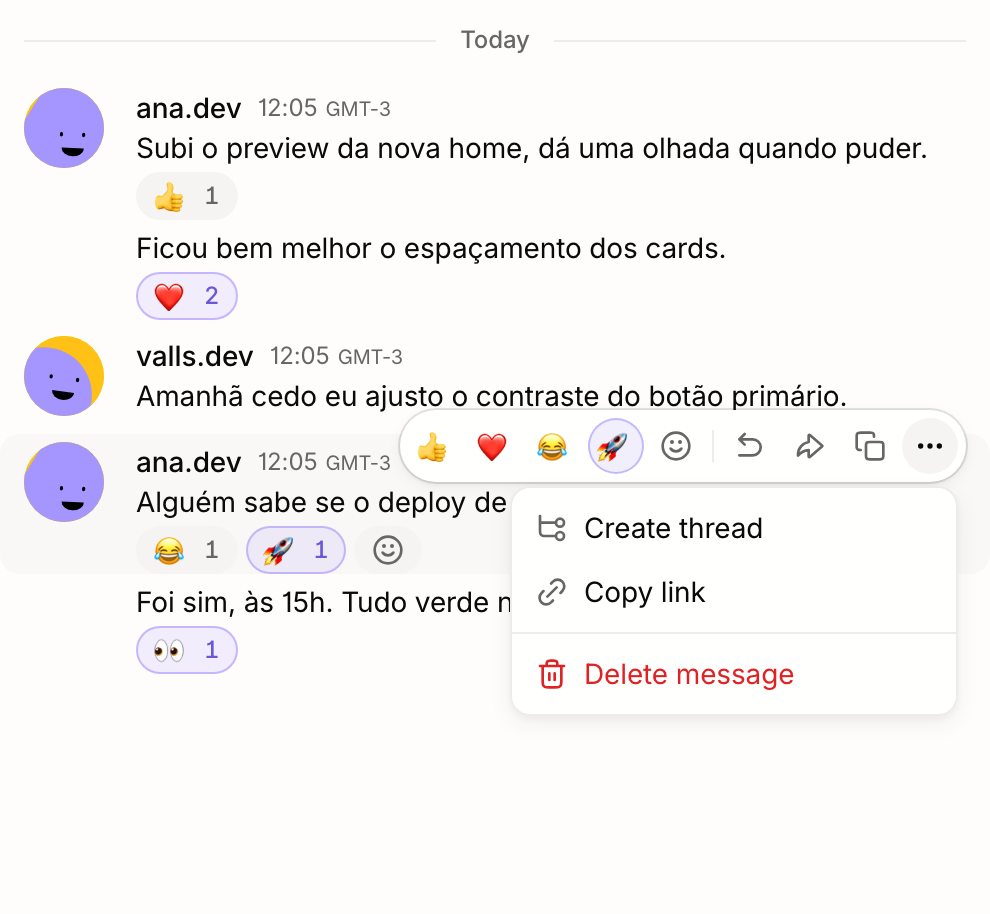 Today
ana.dev 12:05 GMT-3
Subi o preview da nova home, dá uma olhada quando puder.
👍 1
Ficou bem melhor o espaçamento dos cards.
❤️ 2
valls.dev 12:05 GMT-3
Amanhã cedo eu ajusto o contraste do botão primário.
ana.dev 12:05 GMT-3
Alguém sabe se o deploy de
😂 1 🚀 1
Foi sim, às 15h. Tudo verde
👀 1
Create thread
Copy link
Delete message